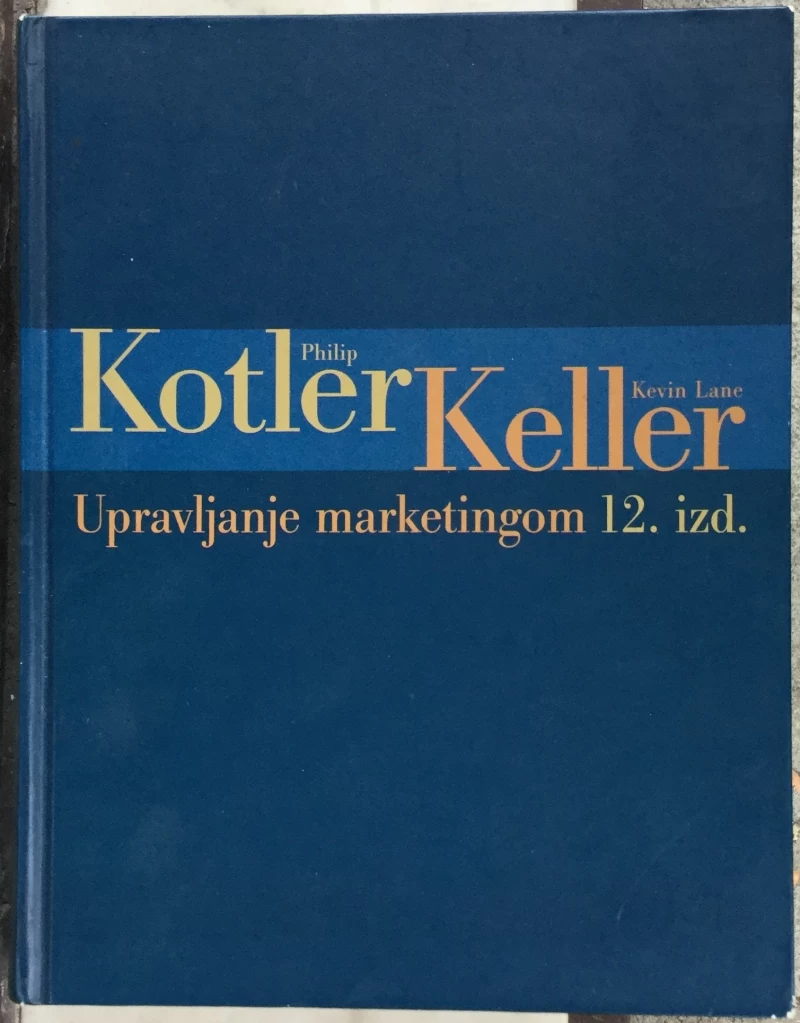 Philip
Kotler
Kevin Lane
Keller
Upravljanje marketingom 12. izd.